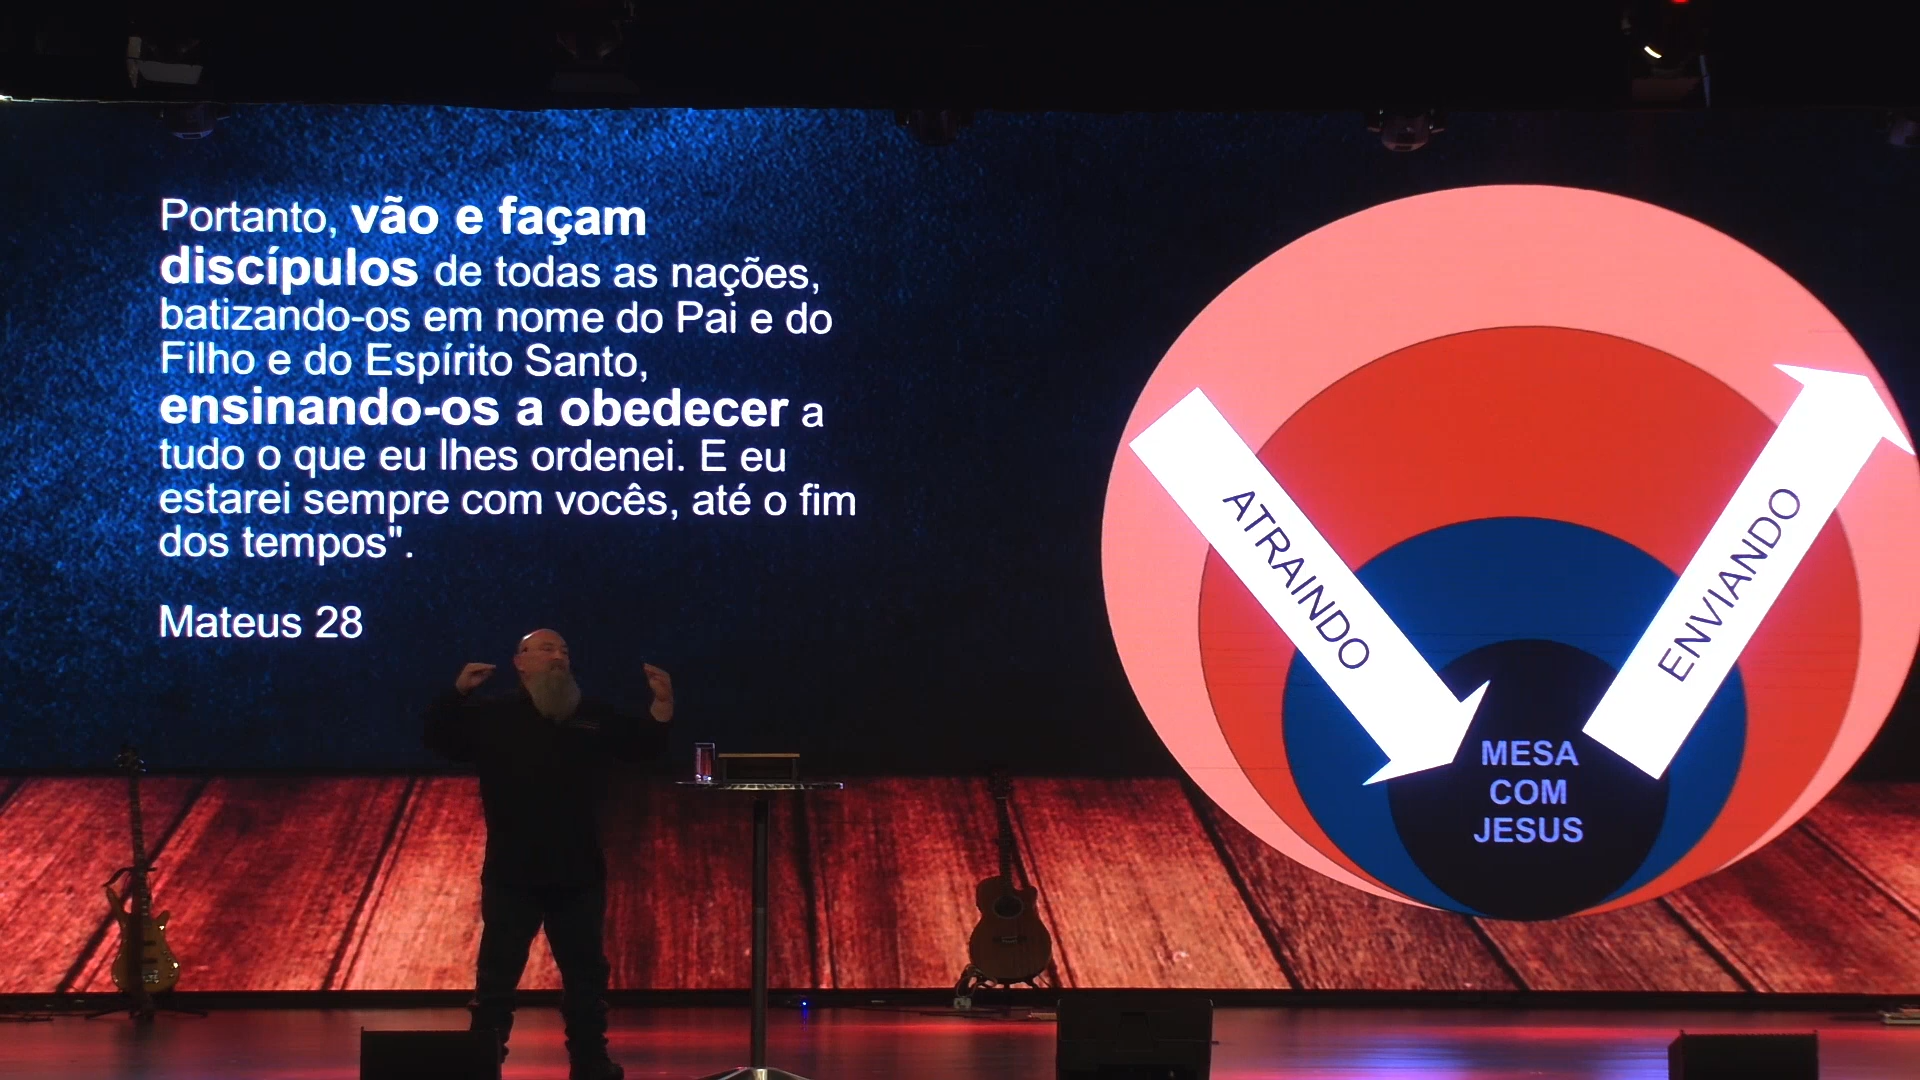 Portanto, vão e façam
discípulos de todas as nações,
batizando-os em nome do Pai e do
Filho e do Espírito Santo,
ensinando-os a obedecer a
tudo o que eu lhes ordenei. E eu
estarei sempre com vocês, até o fim
dos tempos".
Mateus 28
ATRAINDO
ENVIANDO
MESA
COM
JESUS